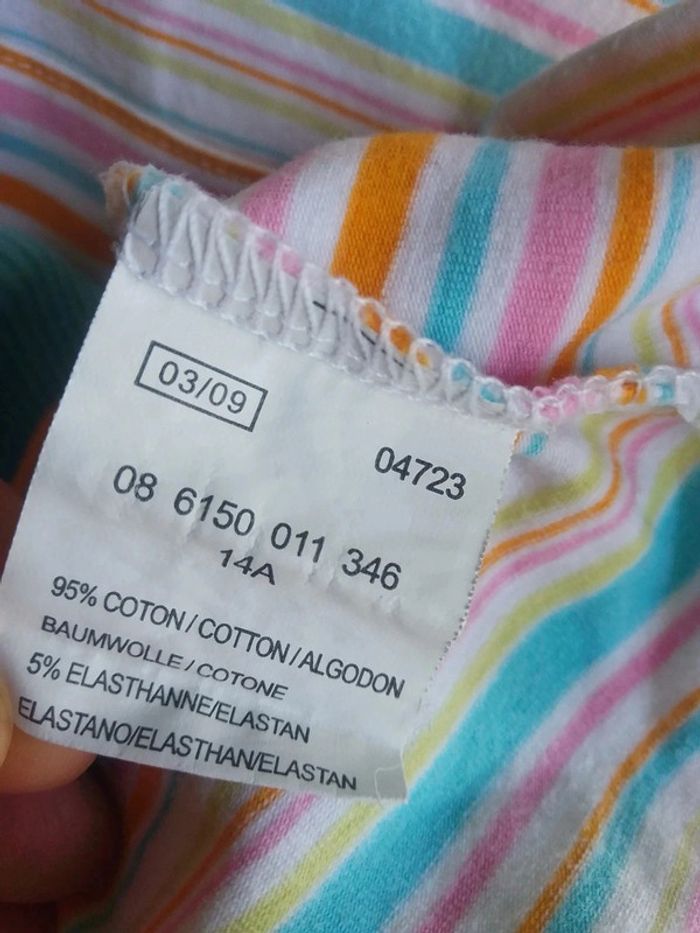 03/09
04723
08 6150 011 346
14A
95% COTON/COTTON/ALGODON
BAUMWOLLE/COTONE
5% ELASTHANNE/ELASTAN
ELASTANO/ELASTHAN/ELASTAN